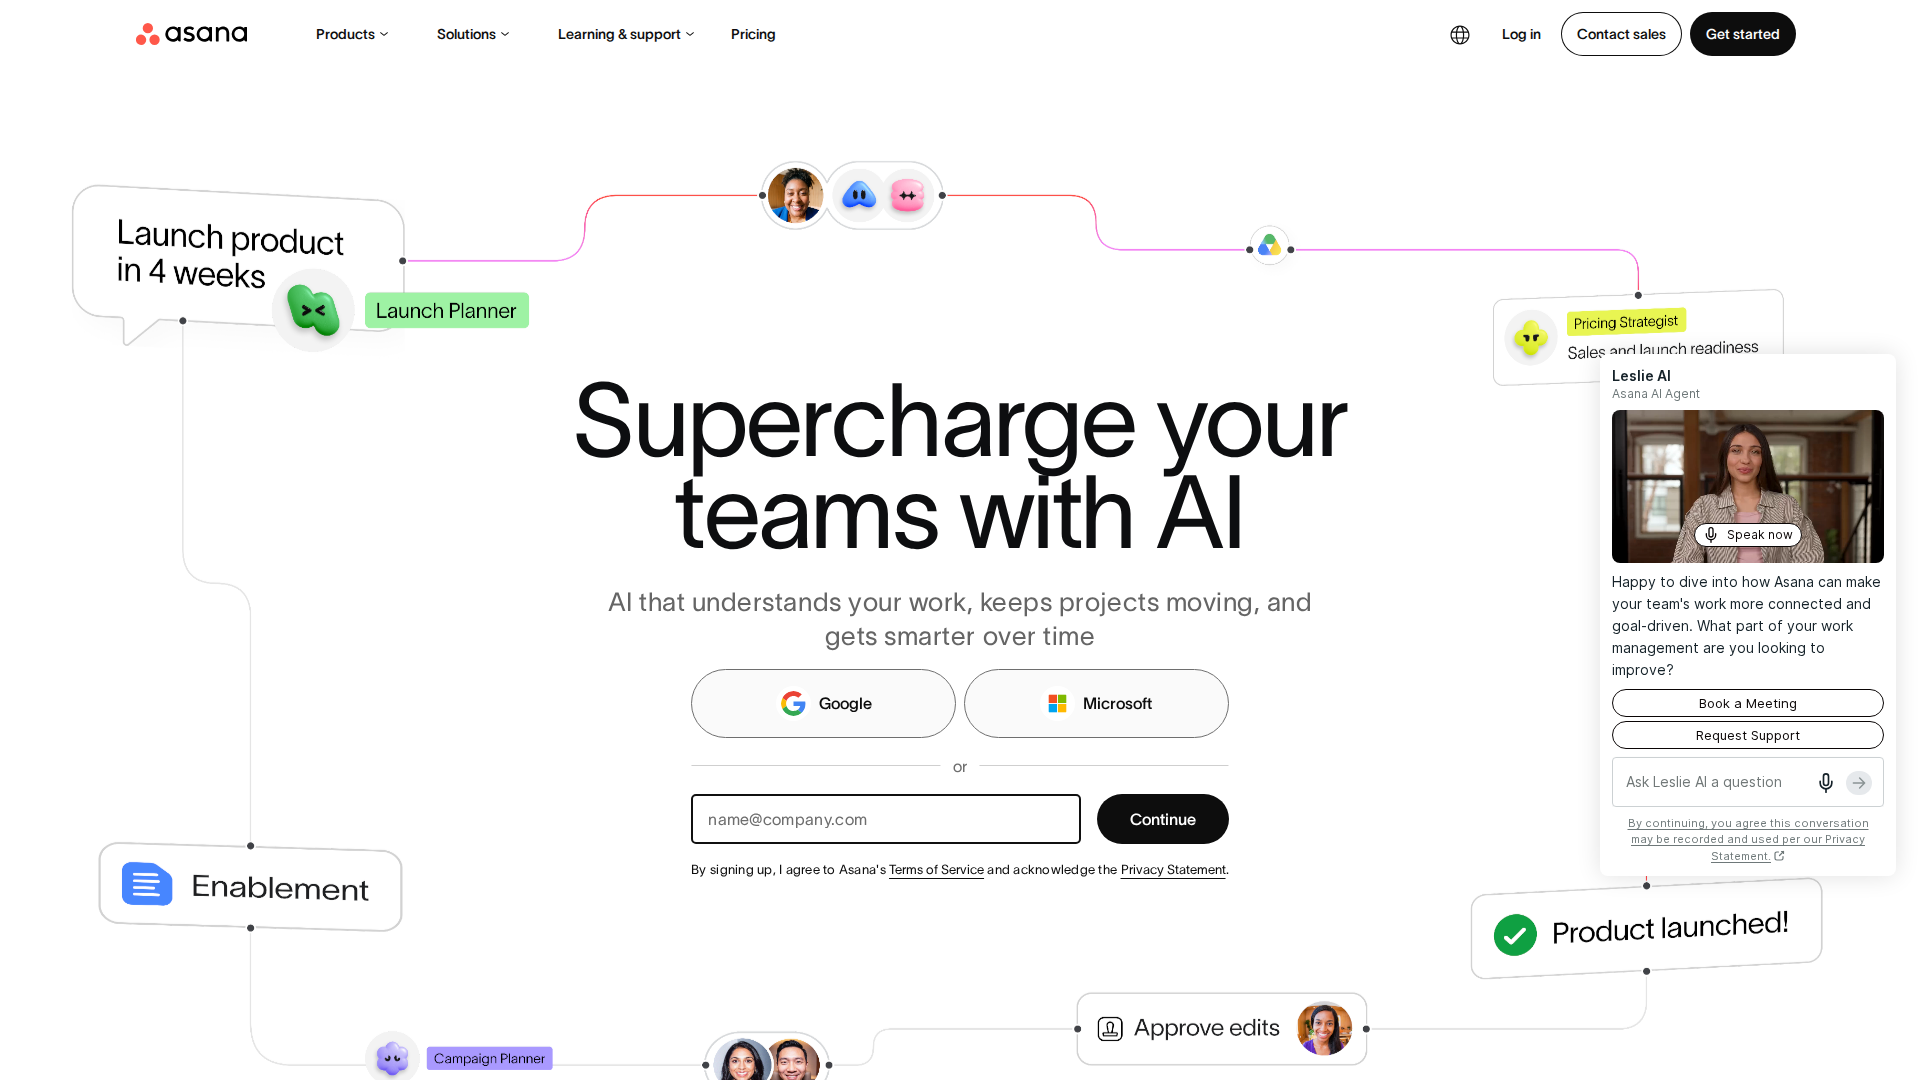 asana
Products
Solutions
Learning & support
Pricing
Log in
Contact sales
Get started
Launch product
in 4 weeks
Launch Planner
Pricing Strategist
Sales and launch readiness
Supercharge your
teams with AI
AI that understands your work, keeps projects moving, and
gets smarter over time
Google
Microsoft
or
name@company.com
Continue
By signing up, I agree to Asana's Terms of Service and acknowledge the Privacy Statement.
Leslie AI
Asana AI Agent
Speak now
Happy to dive into how Asana can make
your team's work more connected and
goal-driven. What part of your work
management are you looking to
improve?
Book a Meeting
Request Support
Ask Leslie AI a question
By continuing, you agree this conversation
may be recorded and used per our Privacy
Statement.
Enablement
Product launched!
Approve edits
Campaign Planner